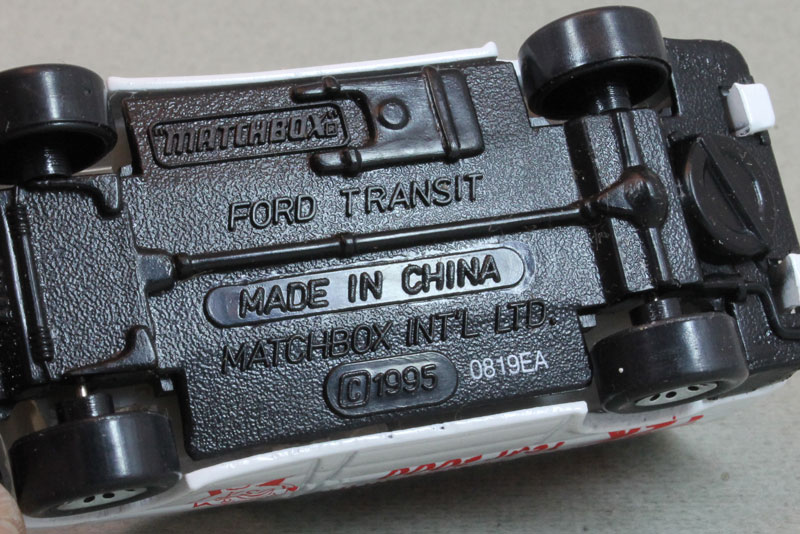 "MATCHBOX"
FORD TRANSIT
MADE IN CHINA
MATCHBOX INT'L LTD.
©1995 0819EA